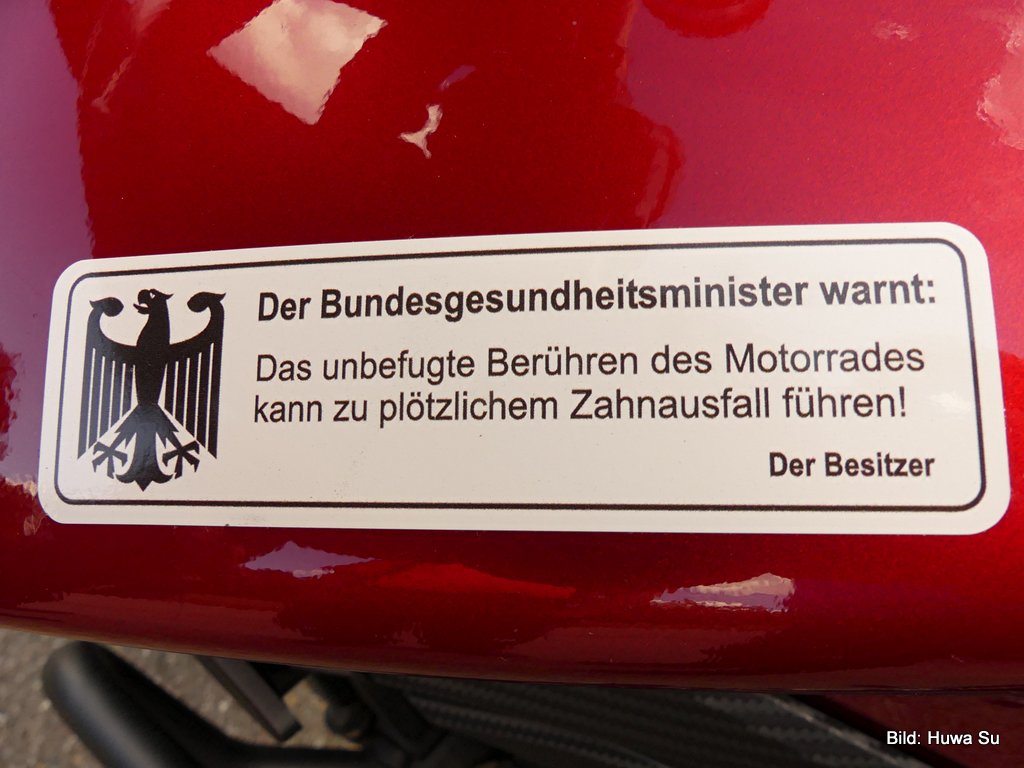 Der Bundesgesundheitsminister warnt:
Das unbefugte Berühren des Motorrades
kann zu plötzlichem Zahnausfall führen!
Der Besitzer
Bild: Huwa Su